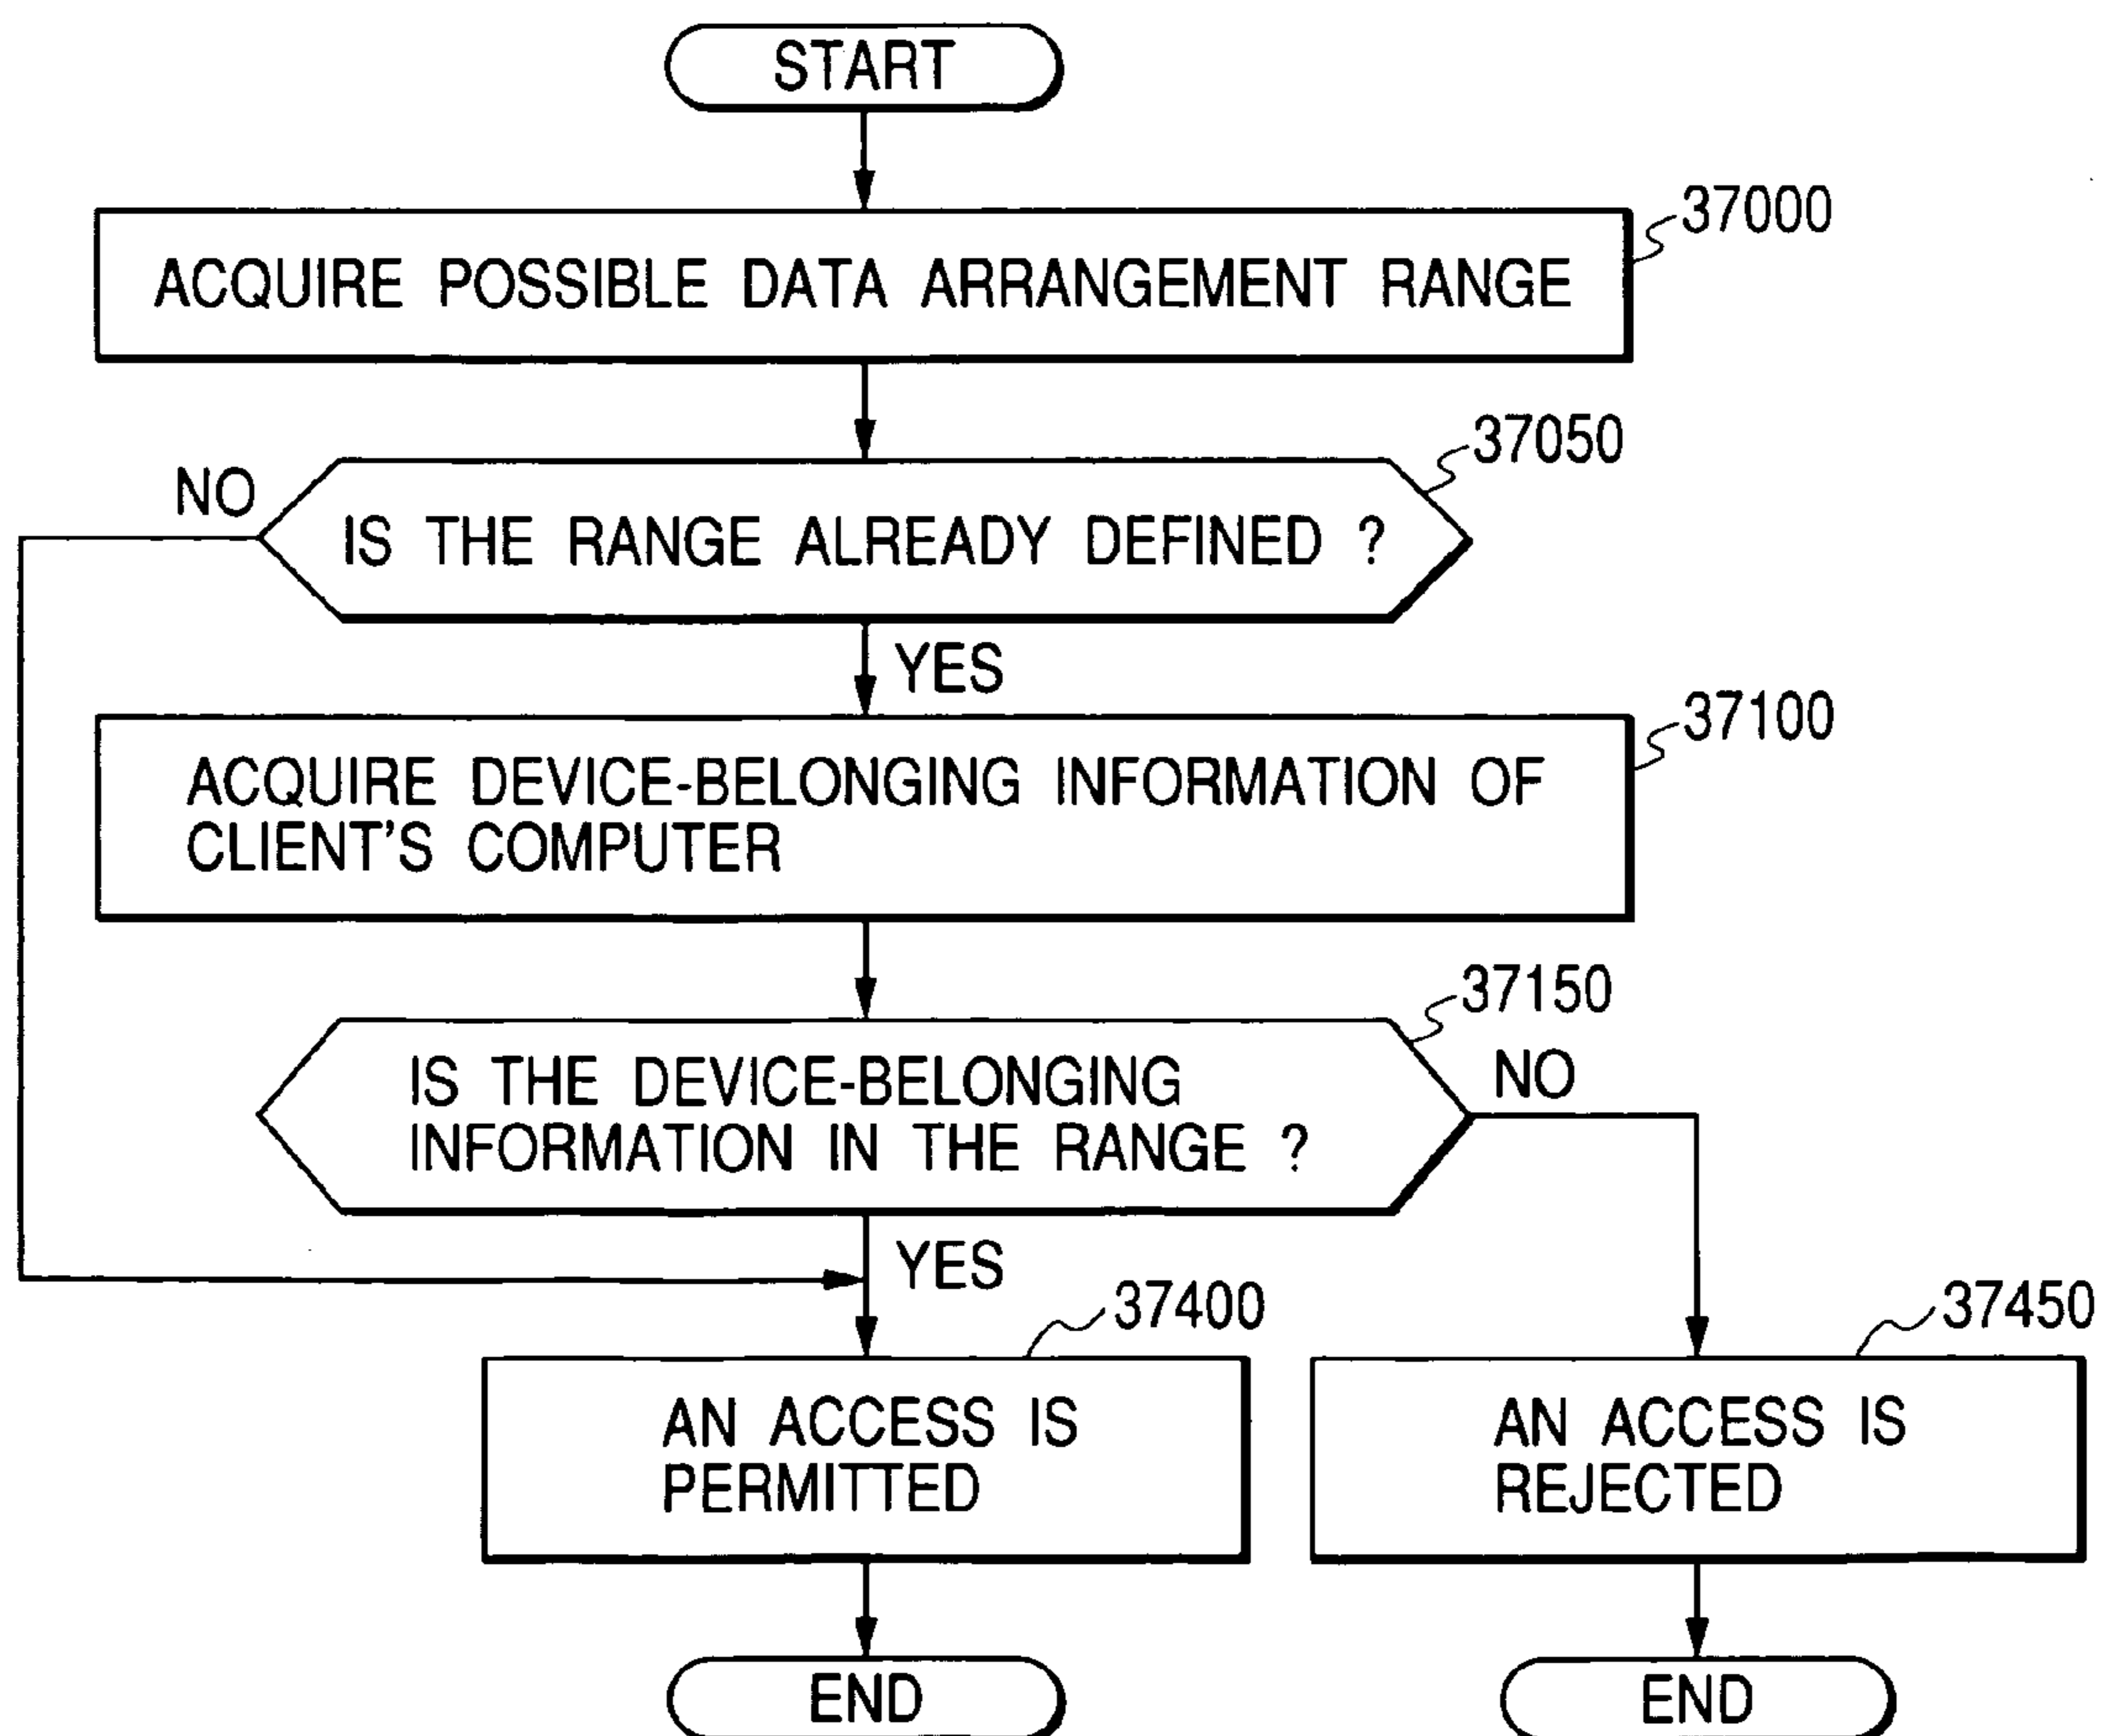 START
37000
ACQUIRE POSSIBLE DATA ARRANGEMENT RANGE
37050
NO
IS THE RANGE ALREADY DEFINED ?
YES
37100
ACQUIRE DEVICE-BELONGING INFORMATION OF
CLIENT'S COMPUTER
37150
IS THE DEVICE-BELONGING
INFORMATION IN THE RANGE ?
NO
YES
37400
37450
AN ACCESS IS
PERMITTED
AN ACCESS IS
REJECTED
END
END